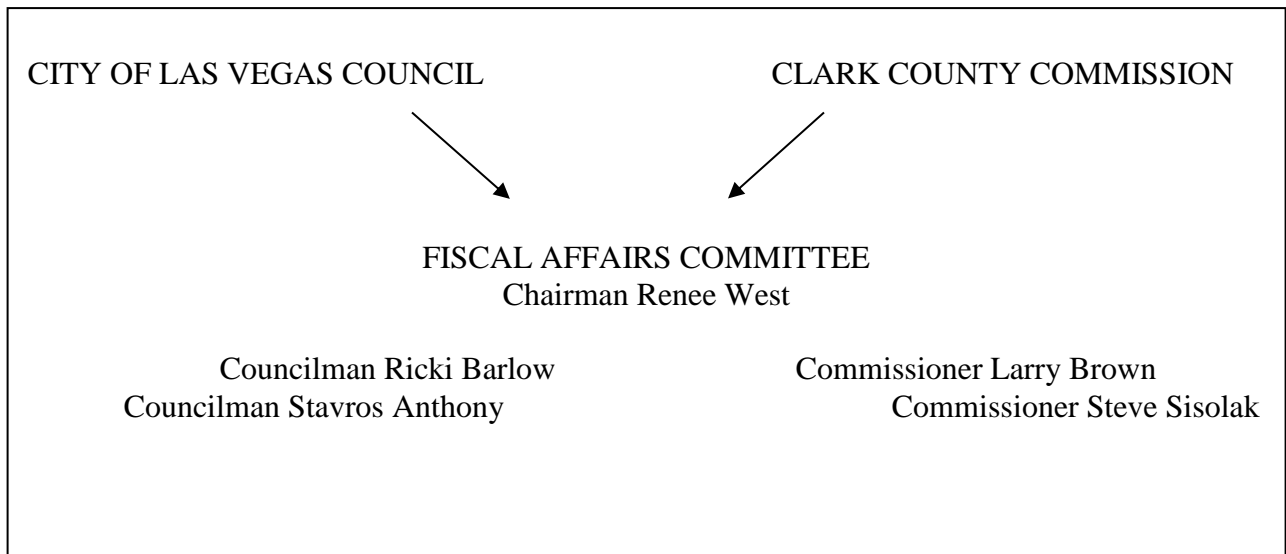 CITY OF LAS VEGAS COUNCIL CLARK COUNTY COMMISSION
FISCAL AFFAIRS COMMITTEE
Chairman Renee West
Councilman Ricki Barlow Commissioner Larry Brown
Councilman Stavros Anthony Commissioner Steve Sisolak